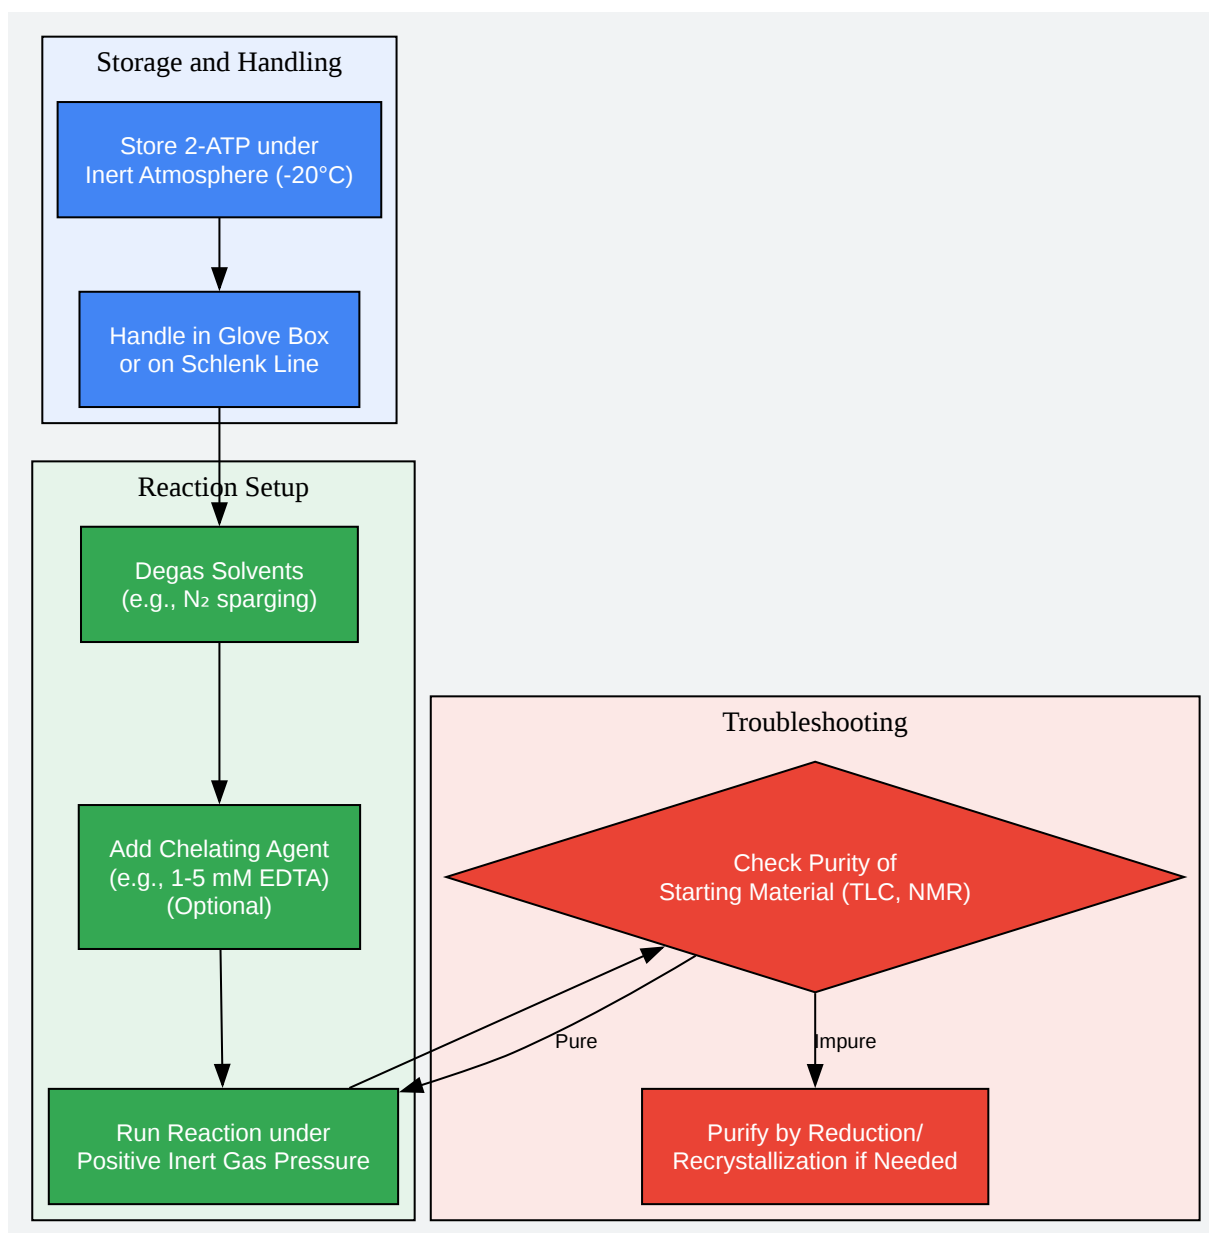 Storage and Handling
Store 2-ATP under
Inert Atmosphere (-20°C)
Handle in Glove Box
or on Schlenk Line
Reaction Setup
Degas Solvents
(e.g., N₂ sparging)
Add Chelating Agent
(e.g., 1-5 mM EDTA)
(Optional)
Run Reaction under
Positive Inert Gas Pressure
Troubleshooting
Check Purity of
Starting Material (TLC, NMR)
Pure
Impure
Purify by Reduction/
Recrystallization if Needed